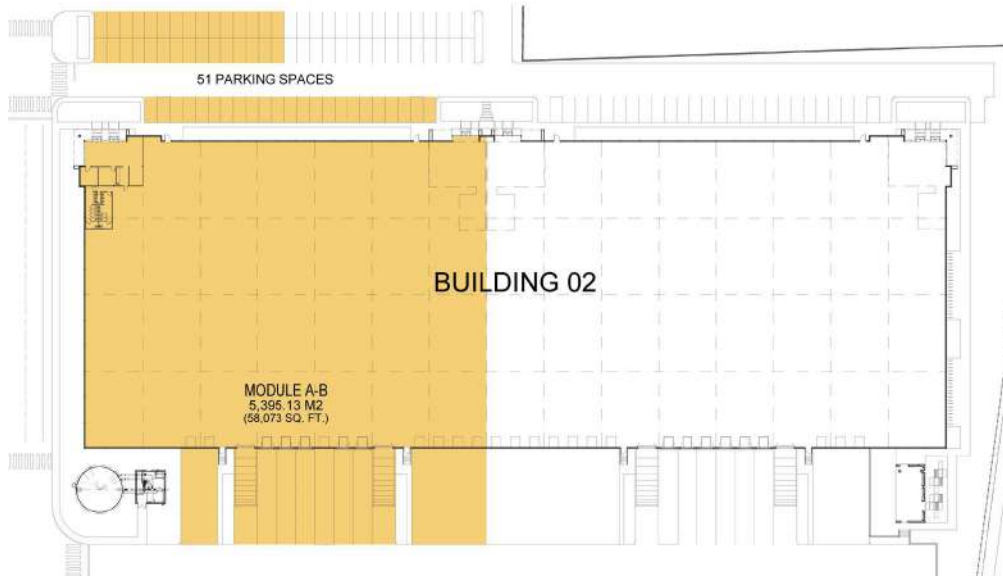 51 PARKING SPACES
BUILDING 02
MODULE A-B
5,395.13 M2
(58,073 SQ. FT.)